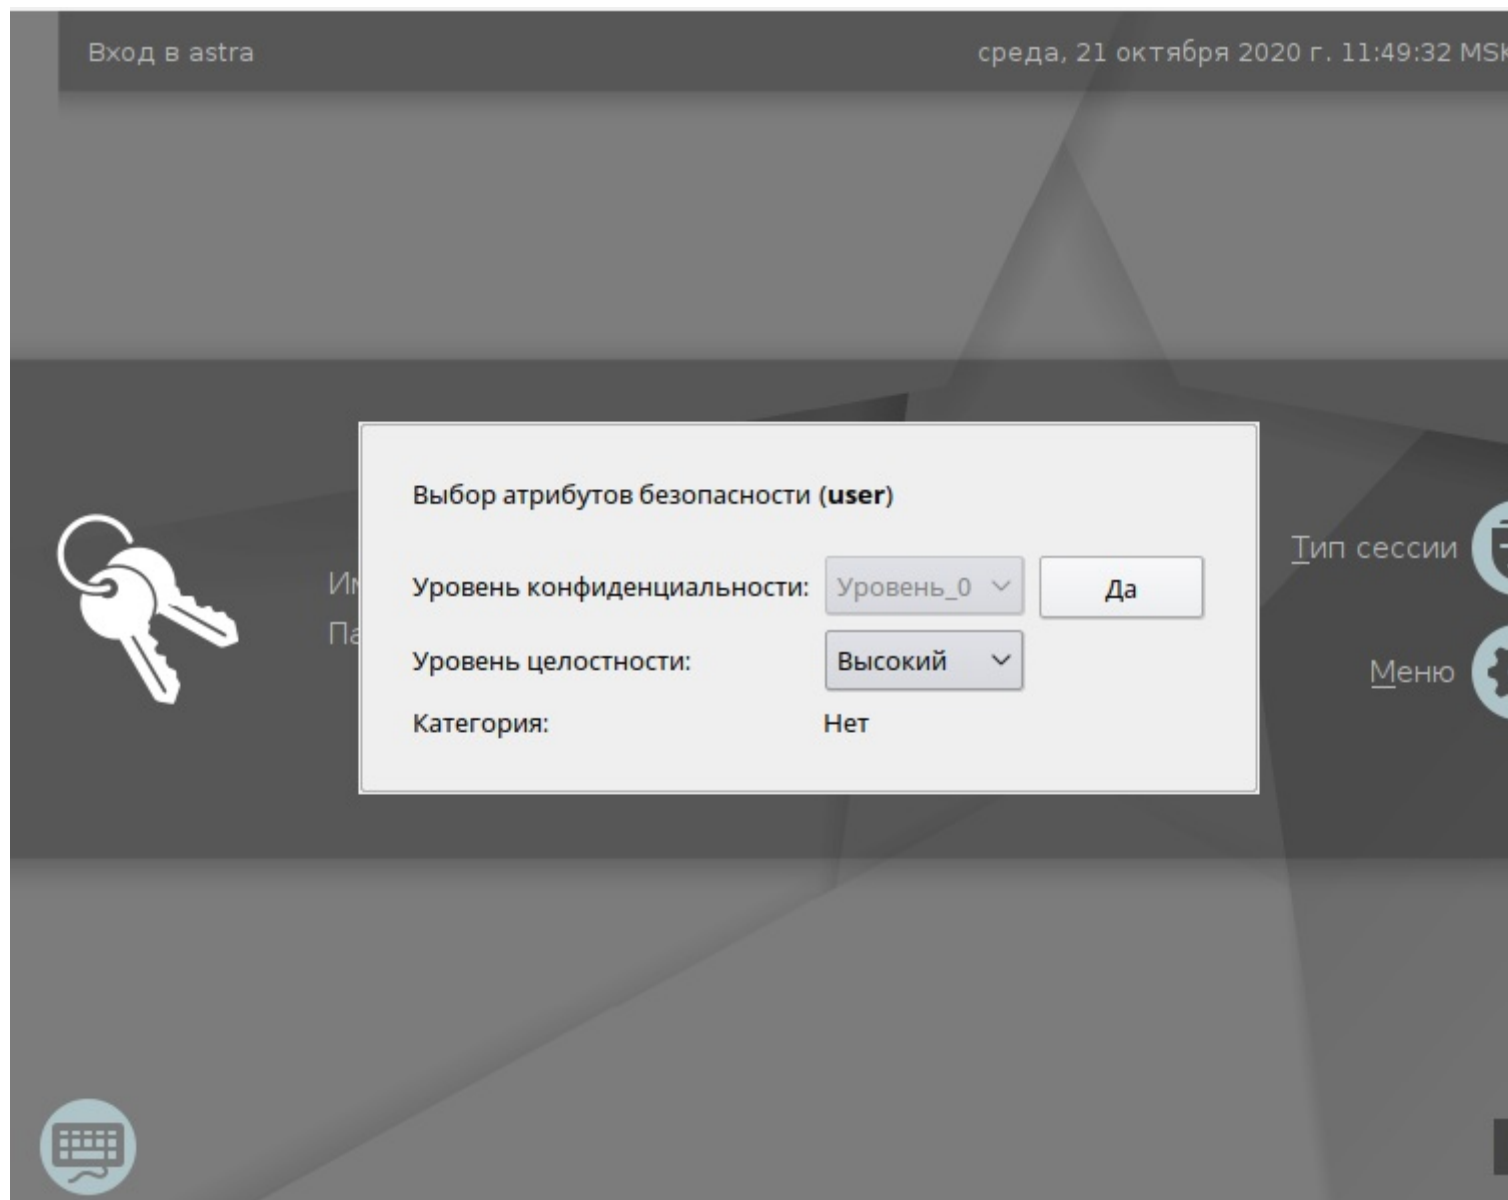 Вход в astra
среда, 21 октября 2020 г. 11:49:32 MSK
Выбор атрибутов безопасности (user)
Тип сессии
Уровень конфиденциальности: Уровень_0 Да
Уровень целостности: Высокий
Меню
Категория: Нет